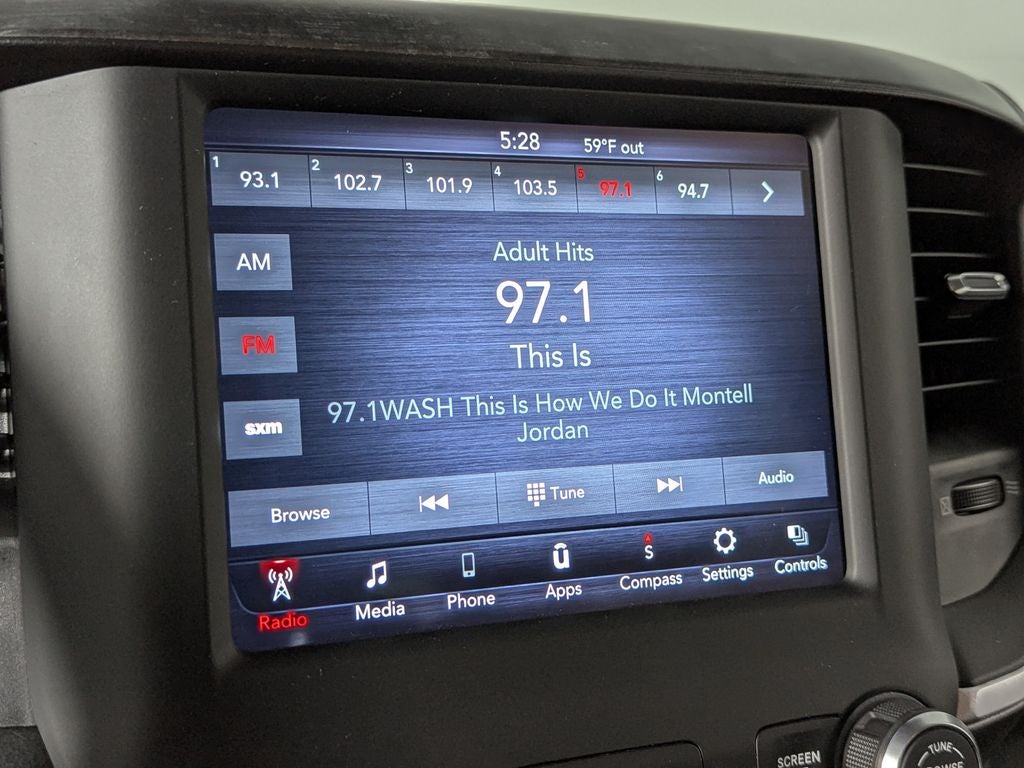 5:28 59°F out
1 93.1 2 102.7 3 101.9 4 103.5 5 97.1 6 94.7
AM
FM
sxm
Adult Hits
97.1
This Is
97.1WASH This Is How We Do It Montell
Jordan
Browse Tune Audio
S
Radio Media Phone Apps Compass Settings Controls
SCREEN
TUNE
BROWSE